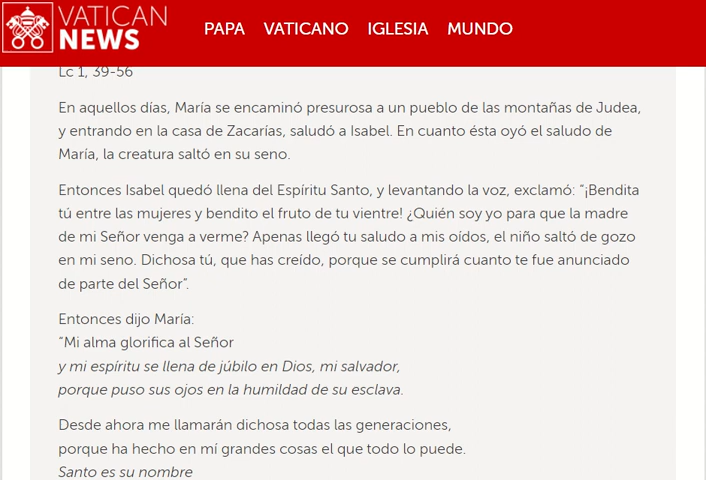 VATICAN
NEWS
PAPA VATICANO IGLESIA MUNDO
Lc 1, 39-56
En aquellos días, María se encaminó presurosa a un pueblo de las montañas de Judea,
y entrando en la casa de Zacarías, saludó a Isabel. En cuanto ésta oyó el saludo de
María, la creatura saltó en su seno.
Entonces Isabel quedó llena del Espíritu Santo, y levantando la voz, exclamó: “¡Bendita
tú entre las mujeres y bendito el fruto de tu vientre! ¿Quién soy yo para que la madre
de mi Señor venga a verme? Apenas llegó tu saludo a mis oídos, el niño saltó de gozo
en mi seno. Dichosa tú, que has creído, porque se cumplirá cuanto te fue anunciado
de parte del Señor”.
Entonces dijo María:
“Mi alma glorifica al Señor
y mi espíritu se llena de júbilo en Dios, mi salvador,
porque puso sus ojos en la humildad de su esclava.
Desde ahora me llamarán dichosa todas las generaciones,
porque ha hecho en mí grandes cosas el que todo lo puede.
Santo es su nombre